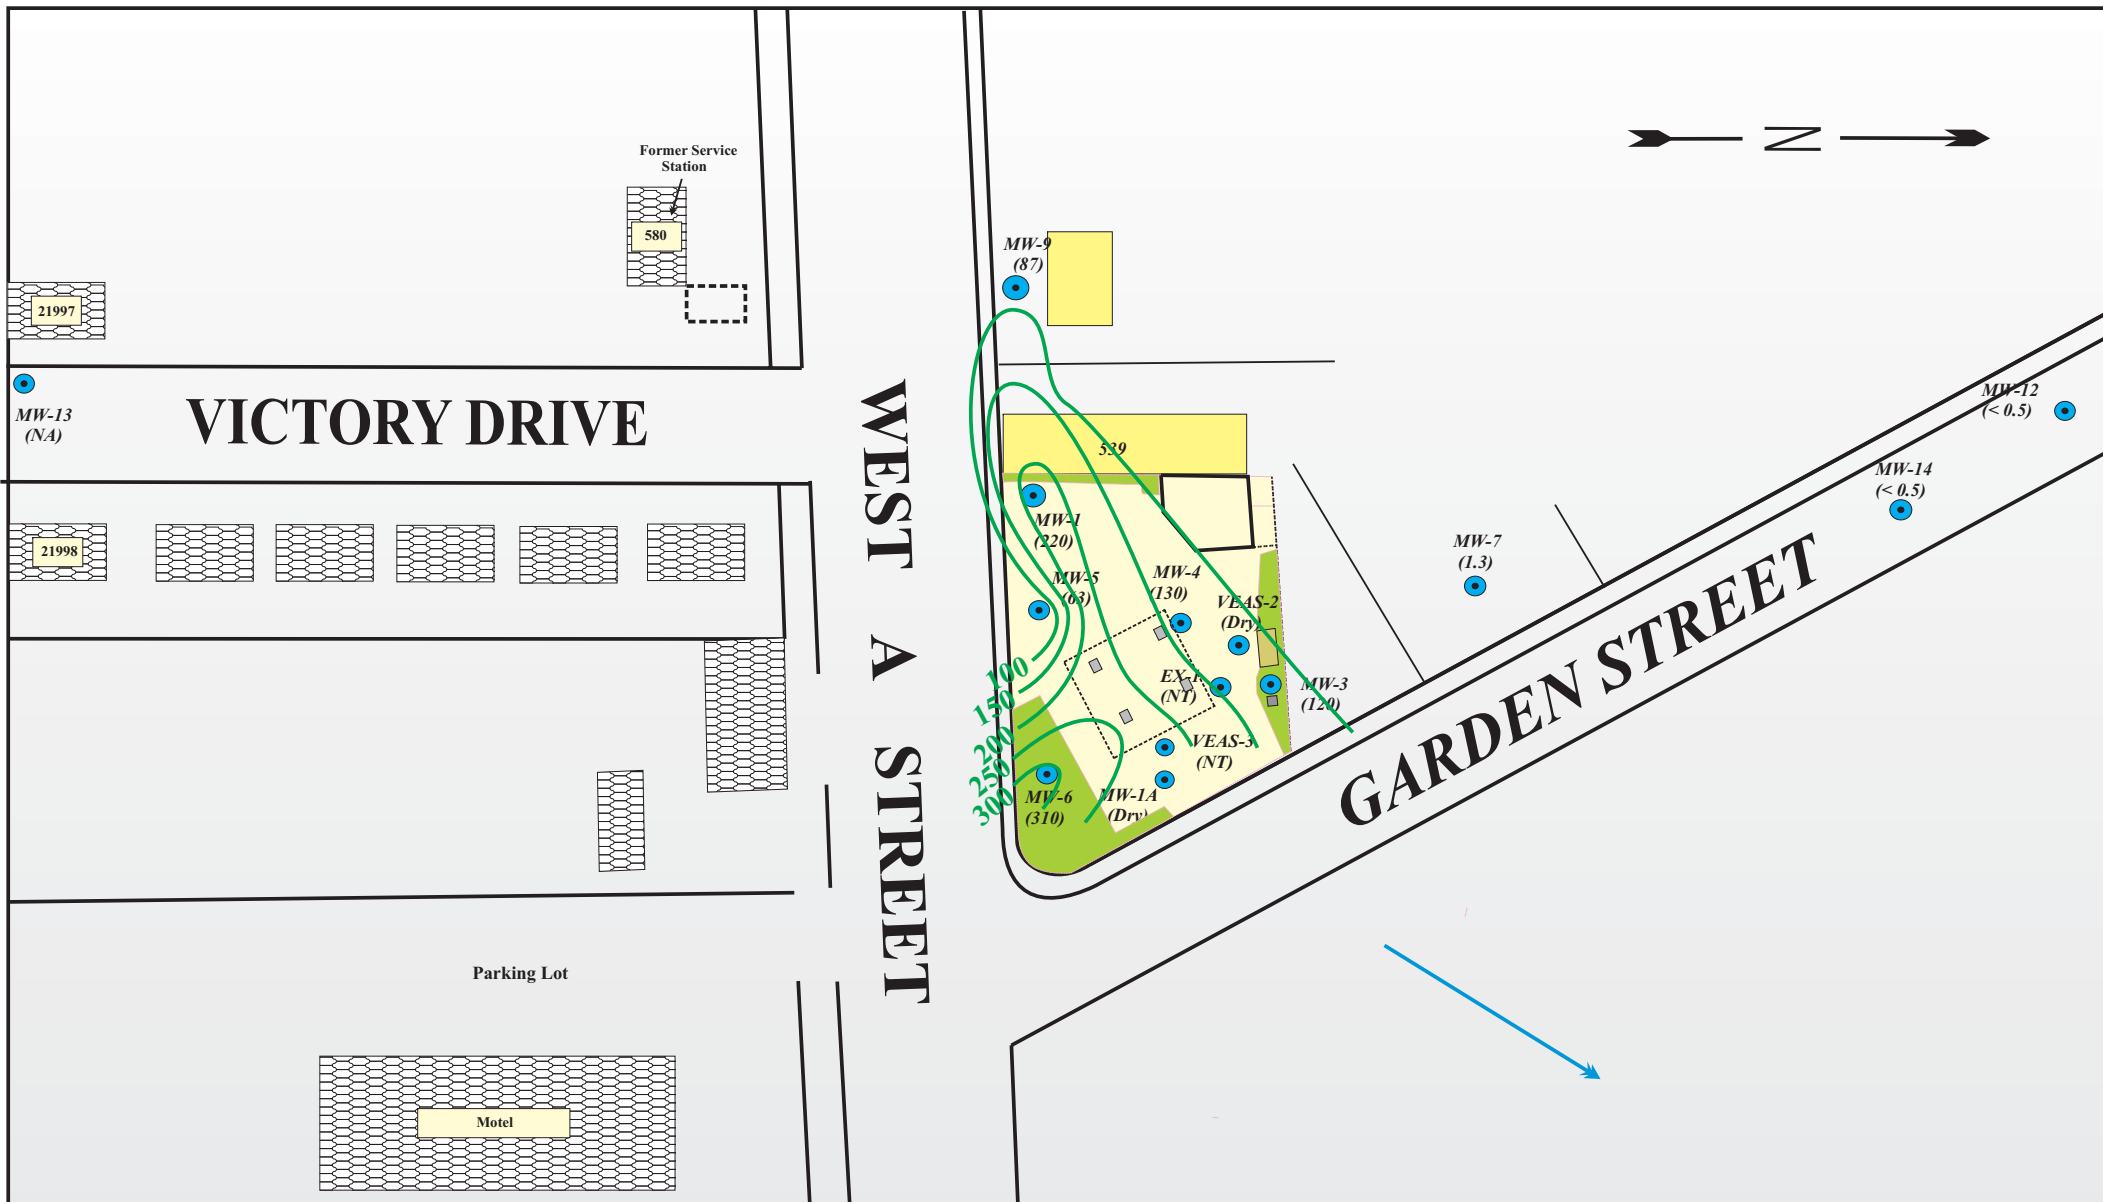 Former Service
Station
580
N
21997
MW-13
(NA)
VICTORY DRIVE
21998
WEST A STREET
MW-9
(87)
539
MW-1
(220)
MW-5
(63)
MW-4
(130)
VEAS-2
(Dry)
EX-1
(NT)
MW-3
(120)
VEAS-3
(NT)
MW-1A
(Dry)
MW-6
(310)
100
150
200
250
300
MW-7
(1.3)
MW-14
(< 0.5)
MW-12
(< 0.5)
GARDEN STREET
Parking Lot
Motel